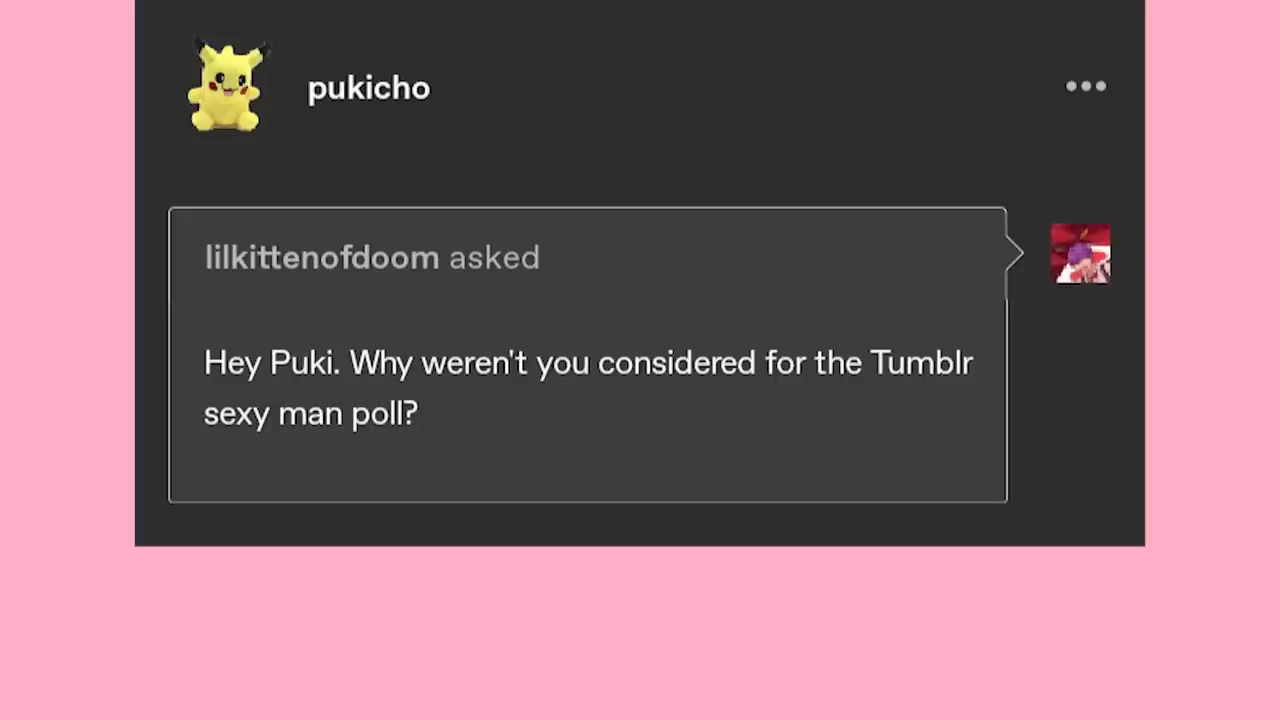 pukicho
lilkittenofdoom asked
Hey Puki. Why weren't you considered for the Tumblr
sexy man poll?